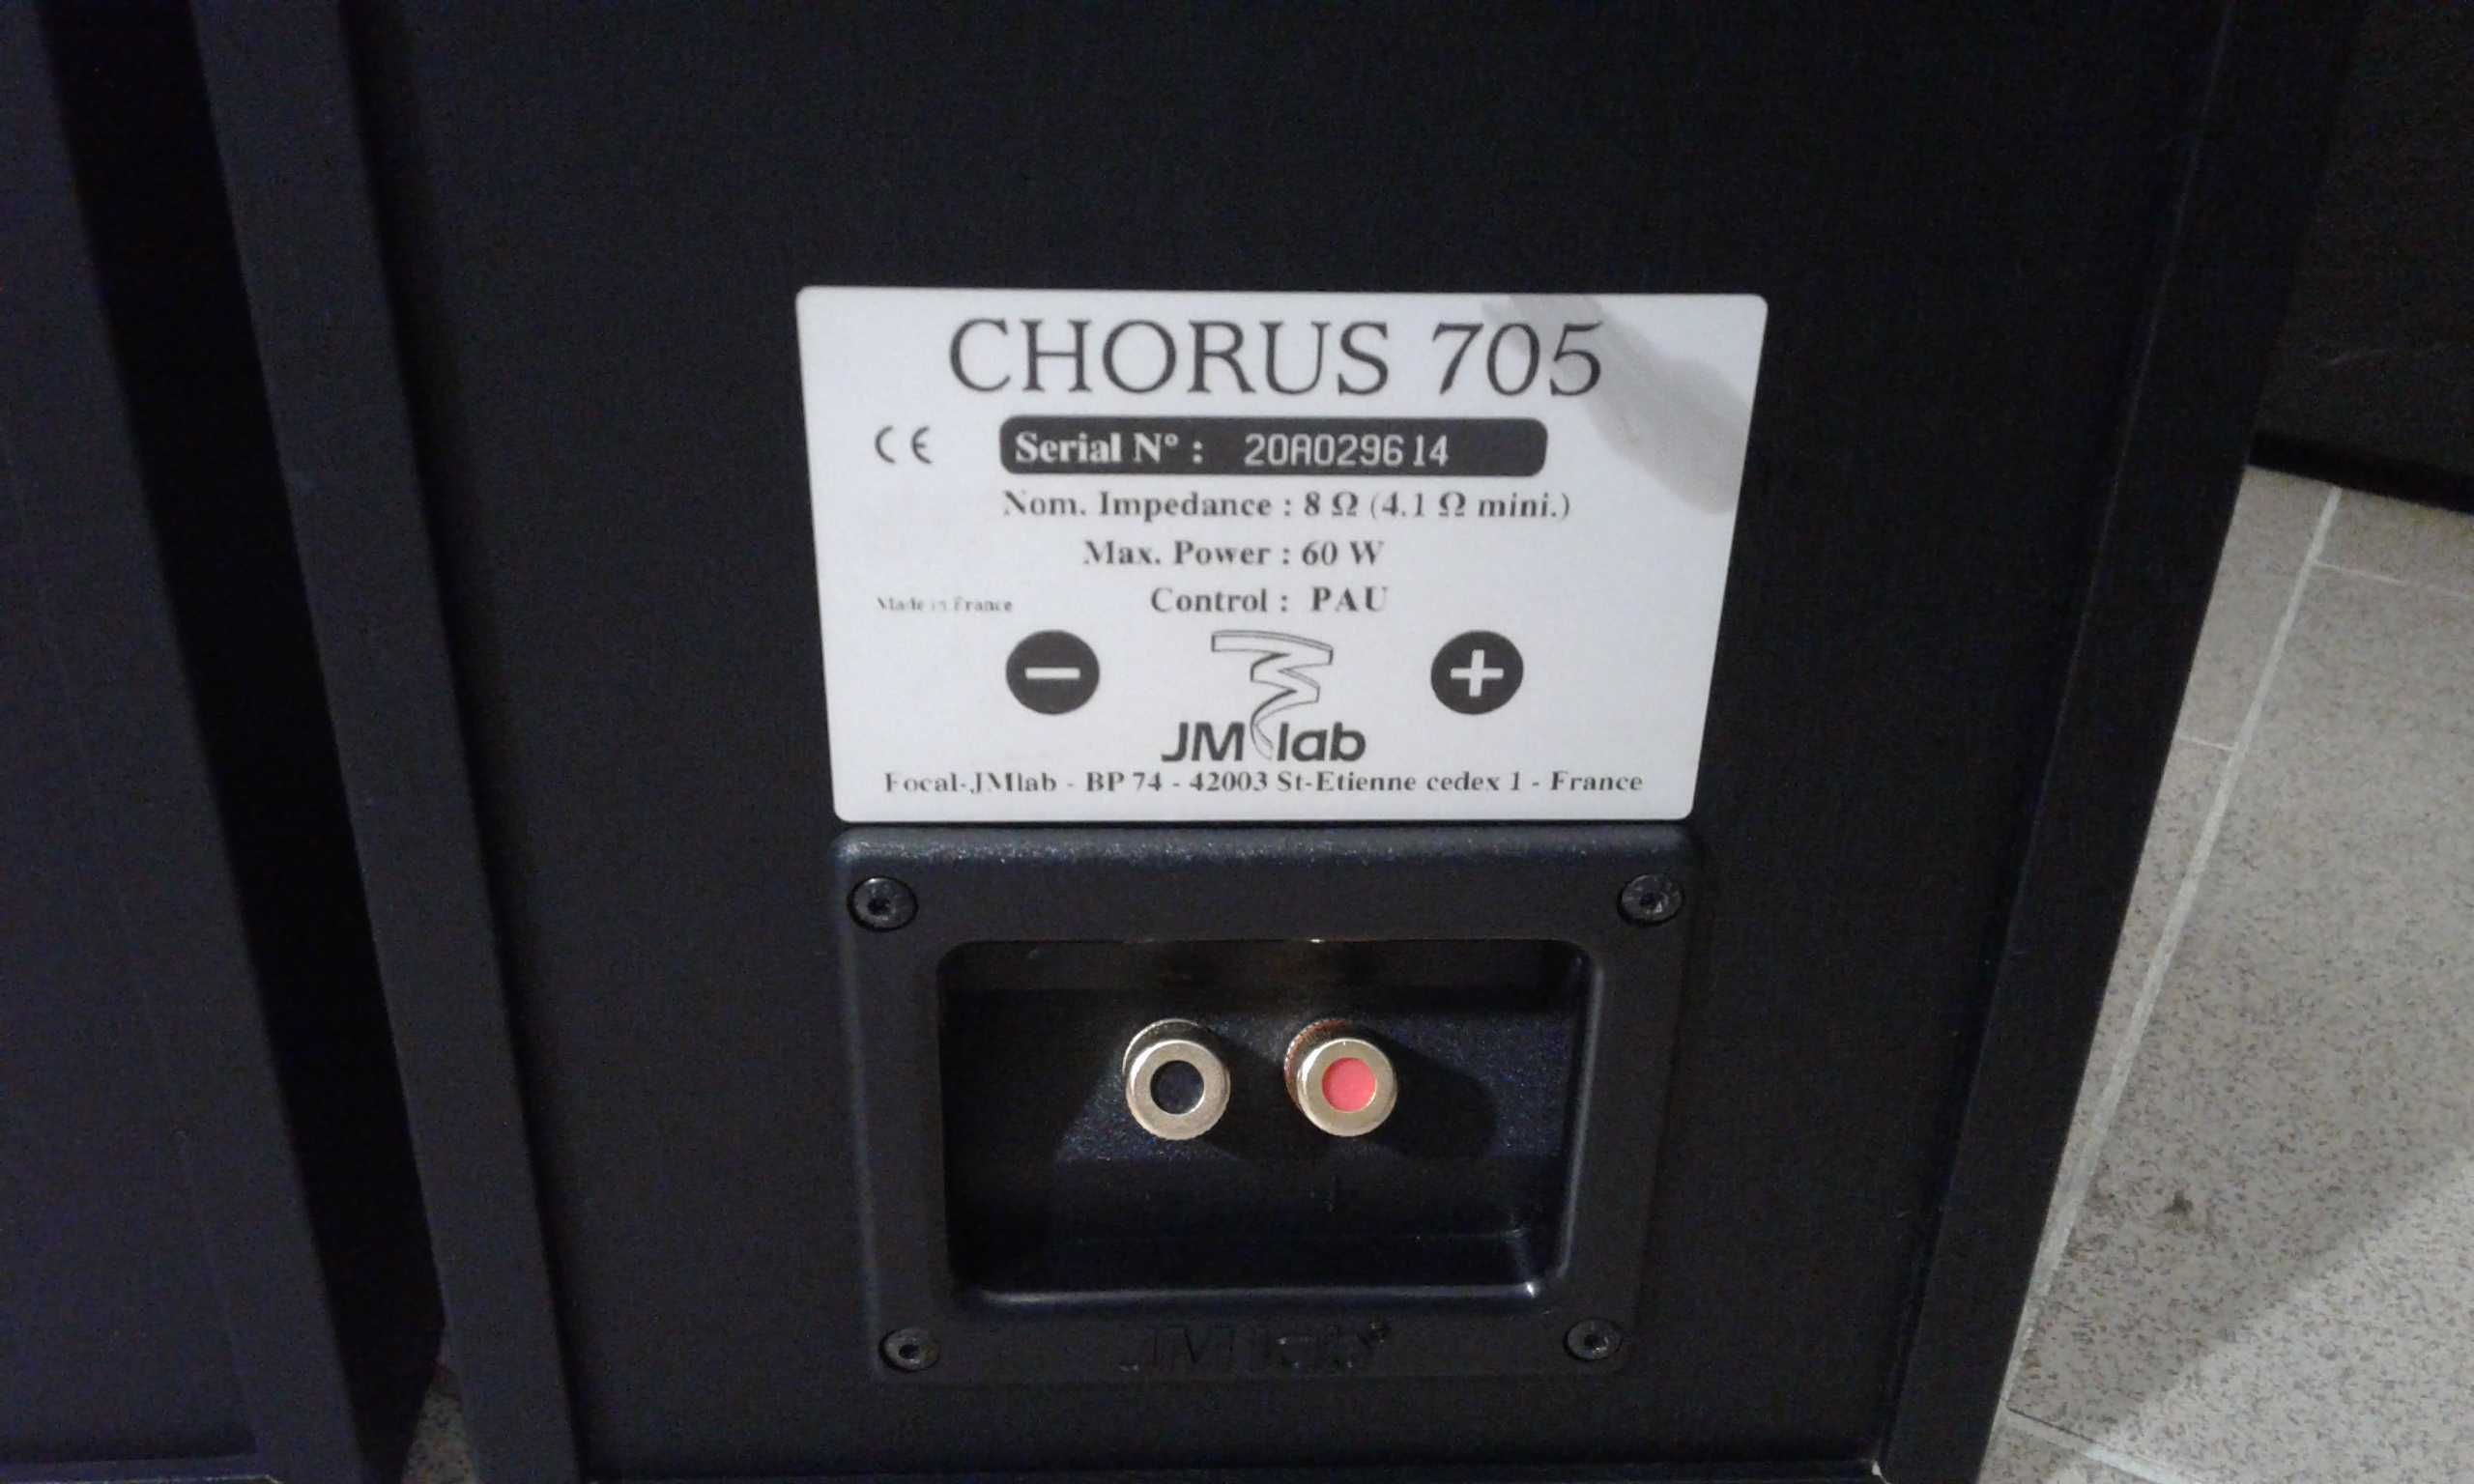 CHORUS 705
CE Serial N° : 20A029614
Nom. Impedance : 8 Ω (4.1 Ω mini.)
Max. Power : 60 W
Made in France Control : PAU
− +
JMlab
Focal-JMlab - BP 74 - 42003 St-Etienne cedex 1 - France
JMlab